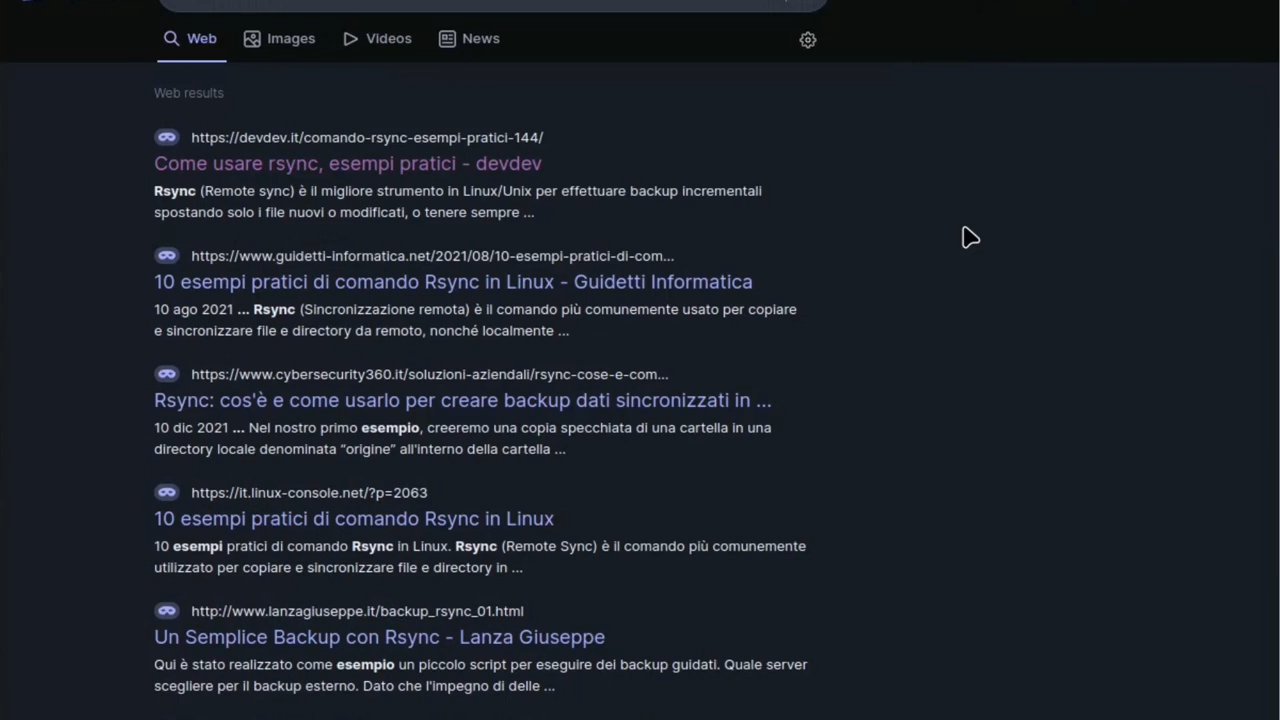 Web Images Videos News
Web results
https://devdev.it/comando-rsync-esempi-pratici-144/
Come usare rsync, esempi pratici - devdev
Rsync (Remote sync) è il migliore strumento in Linux/Unix per effettuare backup incrementali
spostando solo i file nuovi o modificati, o tenere sempre ...
https://www.guidetti-informatica.net/2021/08/10-esempi-pratici-di-com...
10 esempi pratici di comando Rsync in Linux - Guidetti Informatica
10 ago 2021 ... Rsync (Sincronizzazione remota) è il comando più comunemente usato per copiare
e sincronizzare file e directory da remoto, nonché localmente ...
https://www.cybersecurity360.it/soluzioni-aziendali/rsync-cose-e-com...
Rsync: cos'è e come usarlo per creare backup dati sincronizzati in ...
10 dic 2021 ... Nel nostro primo esempio, creeremo una copia specchiata di una cartella in una
directory locale denominata “origine” all'interno della cartella ...
https://it.linux-console.net/?p=2063
10 esempi pratici di comando Rsync in Linux
10 esempi pratici di comando Rsync in Linux. Rsync (Remote Sync) è il comando più comunemente
utilizzato per copiare e sincronizzare file e directory in ...
http://www.lanzagiuseppe.it/backup_rsync_01.html
Un Semplice Backup con Rsync - Lanza Giuseppe
Qui è stato realizzato come esempio un piccolo script per eseguire dei backup guidati. Quale server
scegliere per il backup esterno. Dato che l'impegno di delle ...